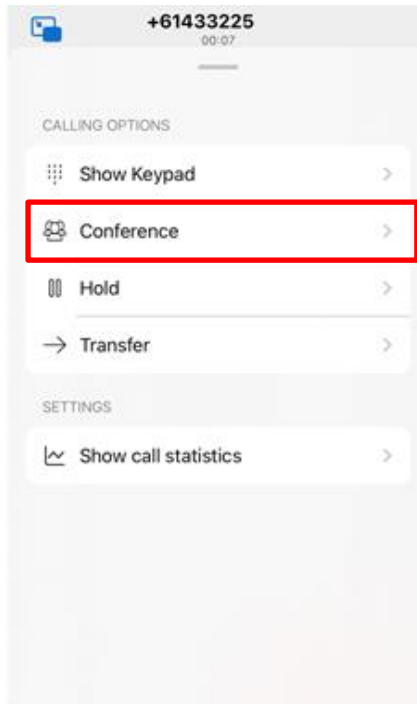 +61433225
00:07
CALLING OPTIONS
Show Keypad
Conference
Hold
Transfer
SETTINGS
Show call statistics